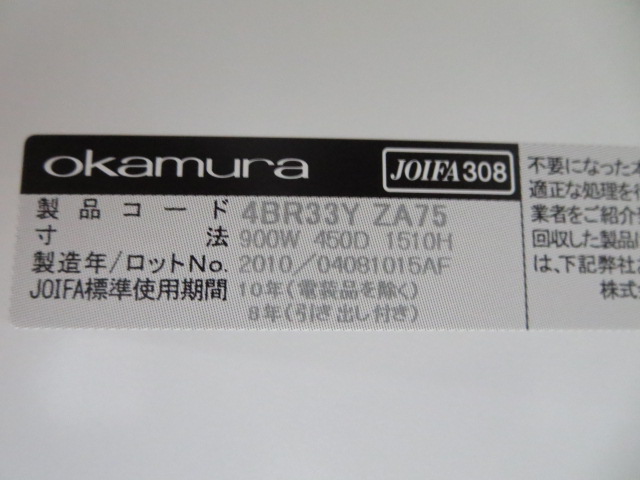 okamura
JOIFA308
製品コード 4BR33Y ZA75
寸法 900W 450D 1510H
製造年/ロットNo. 2010/04081015AF
JOIFA標準使用期間 10年(電装品を除く)
8年(引き出し付き)
不要になった本
適正な処理を
業者をご紹介
回収した製品
は、下記弊社
株式